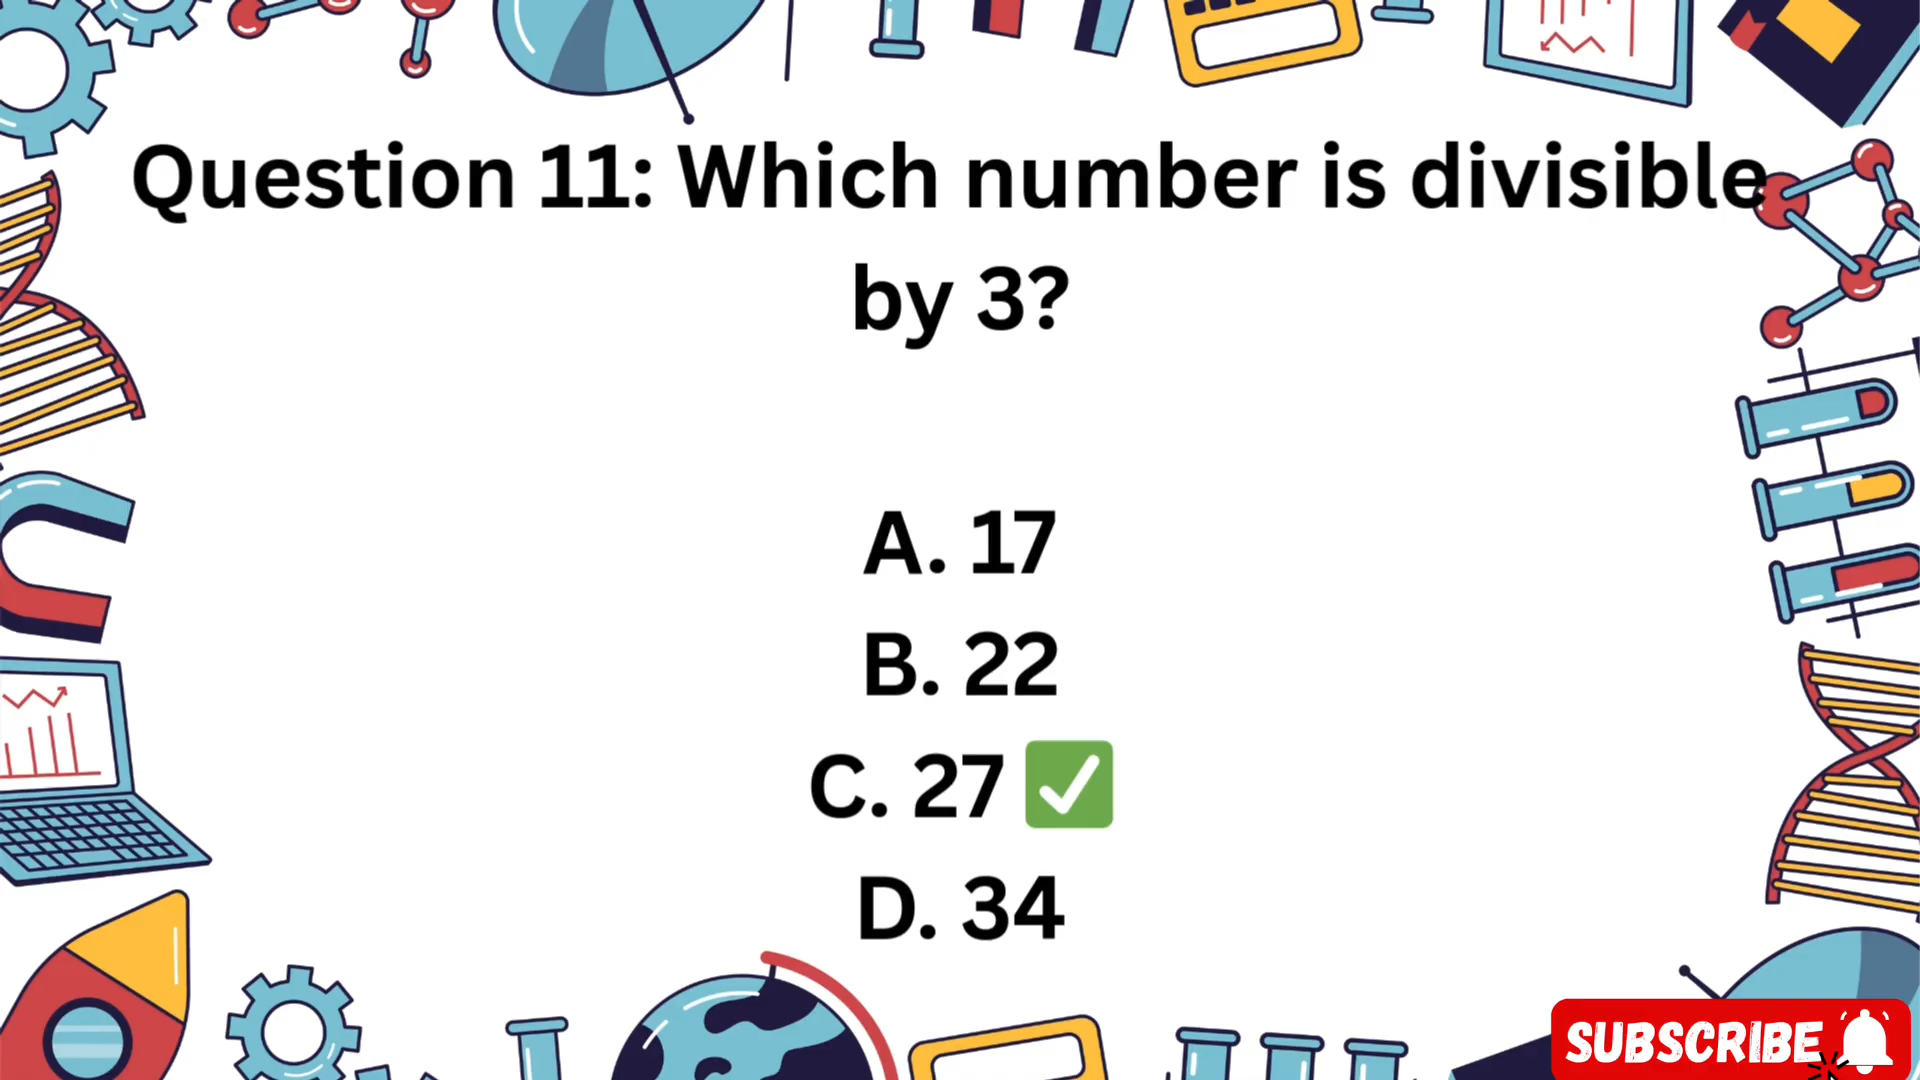 Question 11: Which number is divisible
by 3?
A. 17
B. 22
C. 27 ✅
D. 34
SUBSCRIBE